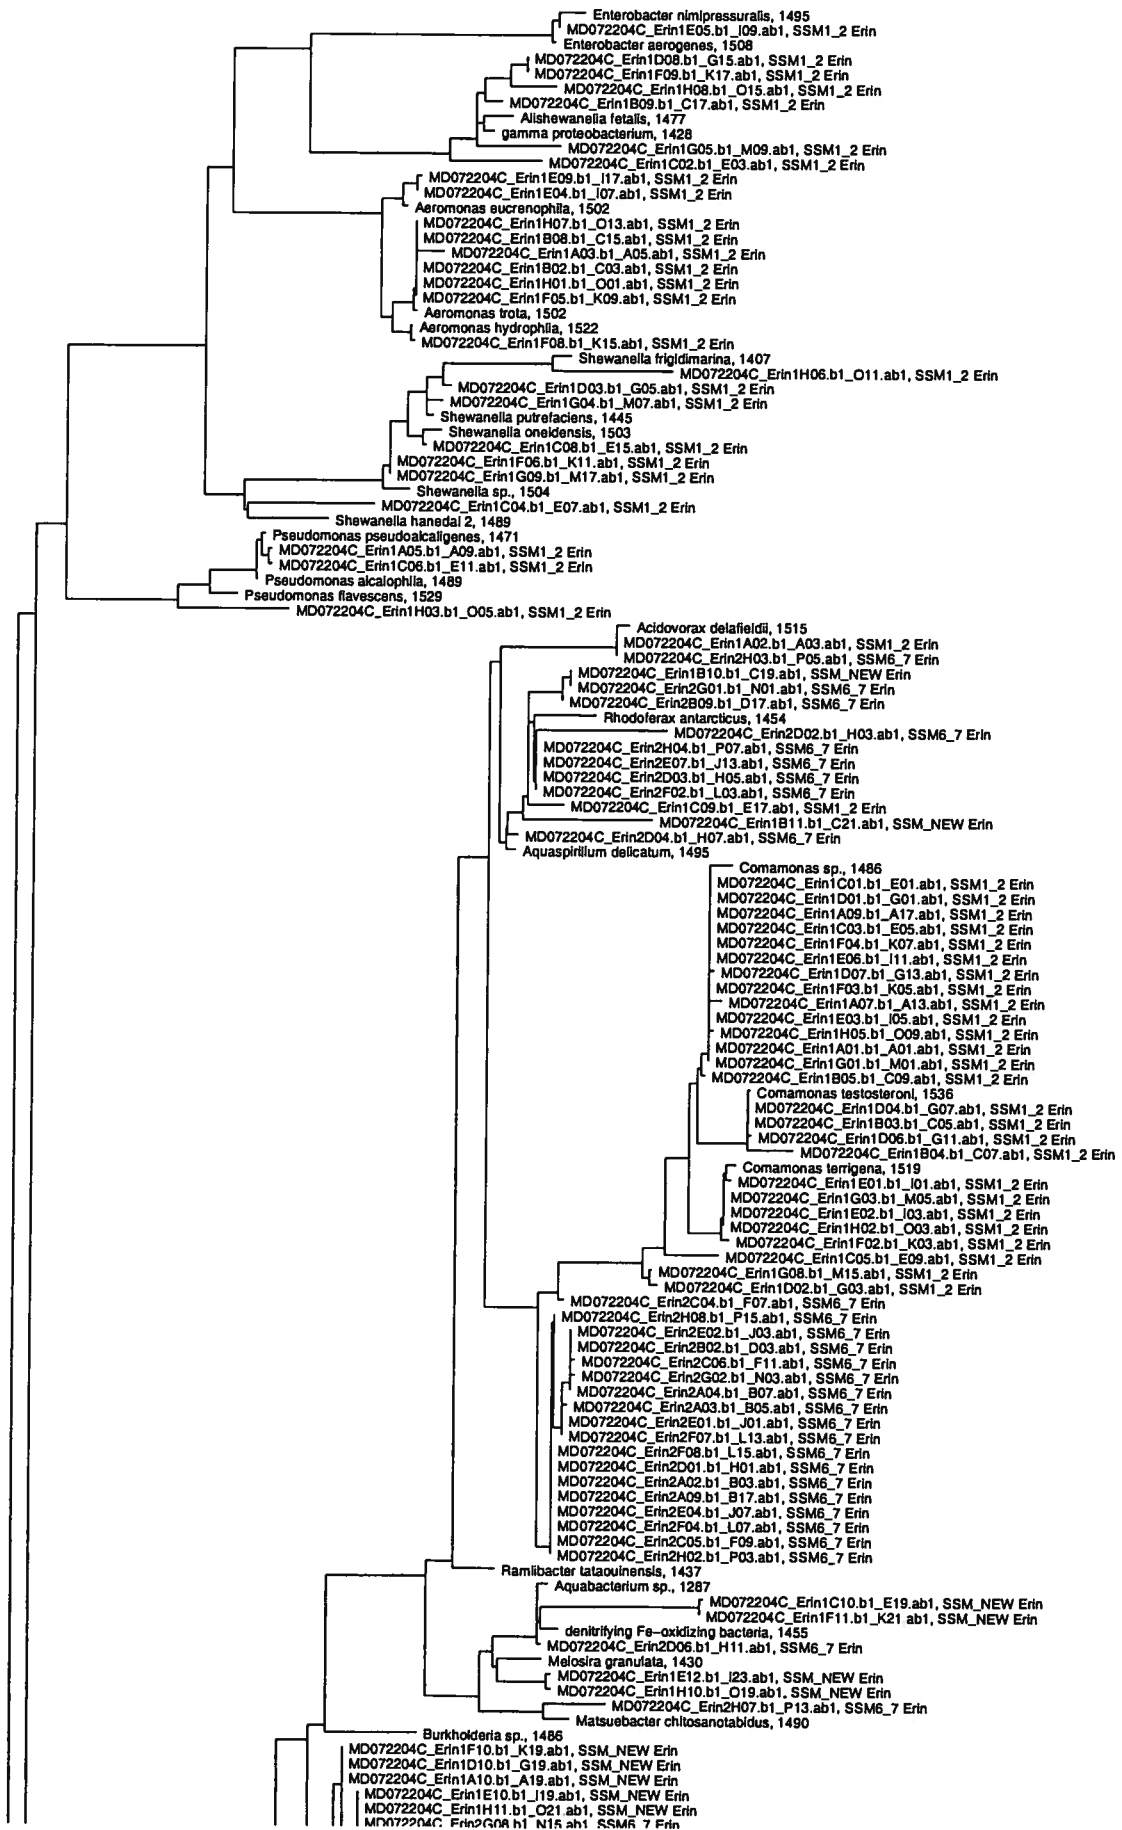 Enterobacter nimipressuralis, 1495
MD072204C_Erin1E05.b1_I09.ab1, SSM1_2 Erin
Enterobacter aerogenes, 1508
MD072204C_Erin1D08.b1_G15.ab1, SSM1_2 Erin
MD072204C_Erin1F09.b1_K17.ab1, SSM1_2 Erin
MD072204C_Erin1H08.b1_O15.ab1, SSM1_2 Erin
MD072204C_Erin1B09.b1_C17.ab1, SSM1_2 Erin
Alishewanella fetalis, 1477
gamma proteobacterium, 1428
MD072204C_Erin1G05.b1_M09.ab1, SSM1_2 Erin
MD072204C_Erin1C02.b1_E03.ab1, SSM1_2 Erin
MD072204C_Erin1E09.b1_I17.ab1, SSM1_2 Erin
MD072204C_Erin1E04.b1_I07.ab1, SSM1_2 Erin
Aeromonas eucrenophila, 1502
MD072204C_Erin1H07.b1_O13.ab1, SSM1_2 Erin
MD072204C_Erin1B08.b1_C15.ab1, SSM1_2 Erin
MD072204C_Erin1A03.b1_A05.ab1, SSM1_2 Erin
MD072204C_Erin1B02.b1_C03.ab1, SSM1_2 Erin
MD072204C_Erin1H01.b1_O01.ab1, SSM1_2 Erin
MD072204C_Erin1F05.b1_K09.ab1, SSM1_2 Erin
Aeromonas trota, 1502
Aeromonas hydrophila, 1522
MD072204C_Erin1F08.b1_K15.ab1, SSM1_2 Erin
Shewanella frigidimarina, 1407
MD072204C_Erin1H06.b1_O11.ab1, SSM1_2 Erin
MD072204C_Erin1D03.b1_G05.ab1, SSM1_2 Erin
MD072204C_Erin1G04.b1_M07.ab1, SSM1_2 Erin
Shewanella putrefaciens, 1445
Shewanella oneidensis, 1503
MD072204C_Erin1C08.b1_E15.ab1, SSM1_2 Erin
MD072204C_Erin1F06.b1_K11.ab1, SSM1_2 Erin
MD072204C_Erin1G09.b1_M17.ab1, SSM1_2 Erin
Shewanella sp., 1504
MD072204C_Erin1C04.b1_E07.ab1, SSM1_2 Erin
Shewanella hanedai 2, 1489
Pseudomonas pseudoalcaligenes, 1471
MD072204C_Erin1A05.b1_A09.ab1, SSM1_2 Erin
MD072204C_Erin1C06.b1_E11.ab1, SSM1_2 Erin
Pseudomonas alcalophila, 1489
Pseudomonas flavescens, 1529
MD072204C_Erin1H03.b1_O05.ab1, SSM1_2 Erin
Acidovorax delafieldii, 1515
MD072204C_Erin1A02.b1_A03.ab1, SSM1_2 Erin
MD072204C_Erin2H03.b1_P05.ab1, SSM6_7 Erin
MD072204C_Erin1B10.b1_C19.ab1, SSM_NEW Erin
MD072204C_Erin2G01.b1_N01.ab1, SSM6_7 Erin
MD072204C_Erin2B09.b1_D17.ab1, SSM6_7 Erin
Rhodoferax antarcticus, 1454
MD072204C_Erin2D02.b1_H03.ab1, SSM6_7 Erin
MD072204C_Erin2H04.b1_P07.ab1, SSM6_7 Erin
MD072204C_Erin2E07.b1_J13.ab1, SSM6_7 Erin
MD072204C_Erin2D03.b1_H05.ab1, SSM6_7 Erin
MD072204C_Erin2F02.b1_L03.ab1, SSM6_7 Erin
MD072204C_Erin1C09.b1_E17.ab1, SSM1_2 Erin
MD072204C_Erin1B11.b1_C21.ab1, SSM_NEW Erin
MD072204C_Erin2D04.b1_H07.ab1, SSM6_7 Erin
Aquaspirillum delicatum, 1495
Comamonas sp., 1486
MD072204C_Erin1C01.b1_E01.ab1, SSM1_2 Erin
MD072204C_Erin1D01.b1_G01.ab1, SSM1_2 Erin
MD072204C_Erin1A09.b1_A17.ab1, SSM1_2 Erin
MD072204C_Erin1C03.b1_E05.ab1, SSM1_2 Erin
MD072204C_Erin1F04.b1_K07.ab1, SSM1_2 Erin
MD072204C_Erin1E06.b1_I11.ab1, SSM1_2 Erin
MD072204C_Erin1D07.b1_G13.ab1, SSM1_2 Erin
MD072204C_Erin1F03.b1_K05.ab1, SSM1_2 Erin
MD072204C_Erin1A07.b1_A13.ab1, SSM1_2 Erin
MD072204C_Erin1E03.b1_I05.ab1, SSM1_2 Erin
MD072204C_Erin1H05.b1_O09.ab1, SSM1_2 Erin
MD072204C_Erin1A01.b1_A01.ab1, SSM1_2 Erin
MD072204C_Erin1G01.b1_M01.ab1, SSM1_2 Erin
MD072204C_Erin1B05.b1_C09.ab1, SSM1_2 Erin
Comamonas testosteroni, 1536
MD072204C_Erin1D04.b1_G07.ab1, SSM1_2 Erin
MD072204C_Erin1B03.b1_C05.ab1, SSM1_2 Erin
MD072204C_Erin1D06.b1_G11.ab1, SSM1_2 Erin
MD072204C_Erin1B04.b1_C07.ab1, SSM1_2 Erin
Comamonas terrigena, 1519
MD072204C_Erin1E01.b1_I01.ab1, SSM1_2 Erin
MD072204C_Erin1G03.b1_M05.ab1, SSM1_2 Erin
MD072204C_Erin1E02.b1_I03.ab1, SSM1_2 Erin
MD072204C_Erin1H02.b1_O03.ab1, SSM1_2 Erin
MD072204C_Erin1F02.b1_K03.ab1, SSM1_2 Erin
MD072204C_Erin1C05.b1_E09.ab1, SSM1_2 Erin
MD072204C_Erin1G08.b1_M15.ab1, SSM1_2 Erin
MD072204C_Erin1D02.b1_G03.ab1, SSM1_2 Erin
MD072204C_Erin2C04.b1_F07.ab1, SSM6_7 Erin
MD072204C_Erin2H08.b1_P15.ab1, SSM6_7 Erin
MD072204C_Erin2E02.b1_J03.ab1, SSM6_7 Erin
MD072204C_Erin2B02.b1_D03.ab1, SSM6_7 Erin
MD072204C_Erin2C06.b1_F11.ab1, SSM6_7 Erin
MD072204C_Erin2G02.b1_N03.ab1, SSM6_7 Erin
MD072204C_Erin2A04.b1_B07.ab1, SSM6_7 Erin
MD072204C_Erin2A03.b1_B05.ab1, SSM6_7 Erin
MD072204C_Erin2E01.b1_J01.ab1, SSM6_7 Erin
MD072204C_Erin2F07.b1_L13.ab1, SSM6_7 Erin
MD072204C_Erin2F08.b1_L15.ab1, SSM6_7 Erin
MD072204C_Erin2D01.b1_H01.ab1, SSM6_7 Erin
MD072204C_Erin2A02.b1_B03.ab1, SSM6_7 Erin
MD072204C_Erin2A09.b1_B17.ab1, SSM6_7 Erin
MD072204C_Erin2E04.b1_J07.ab1, SSM6_7 Erin
MD072204C_Erin2F04.b1_L07.ab1, SSM6_7 Erin
MD072204C_Erin2C05.b1_F09.ab1, SSM6_7 Erin
MD072204C_Erin2H02.b1_P03.ab1, SSM6_7 Erin
Ramlibacter tataouinensis, 1437
Aquabacterium sp., 1287
MD072204C_Erin1C10.b1_E19.ab1, SSM_NEW Erin
MD072204C_Erin1F11.b1_K21.ab1, SSM_NEW Erin
denitrifying Fe-oxidizing bacteria, 1455
MD072204C_Erin2D06.b1_H11.ab1, SSM6_7 Erin
Melosira granulata, 1430
MD072204C_Erin1E12.b1_I23.ab1, SSM_NEW Erin
MD072204C_Erin1H10.b1_O19.ab1, SSM_NEW Erin
MD072204C_Erin2H07.b1_P13.ab1, SSM6_7 Erin
Matsuebacter chitosanotabidus, 1490
Burkholderia sp., 1486
MD072204C_Erin1F10.b1_K19.ab1, SSM_NEW Erin
MD072204C_Erin1D10.b1_G19.ab1, SSM_NEW Erin
MD072204C_Erin1A10.b1_A19.ab1, SSM_NEW Erin
MD072204C_Erin1E10.b1_I19.ab1, SSM_NEW Erin
MD072204C_Erin1H11.b1_O21.ab1, SSM_NEW Erin
MD072204C_Erin2G08.b1_N15.ab1, SSM6_7 Erin